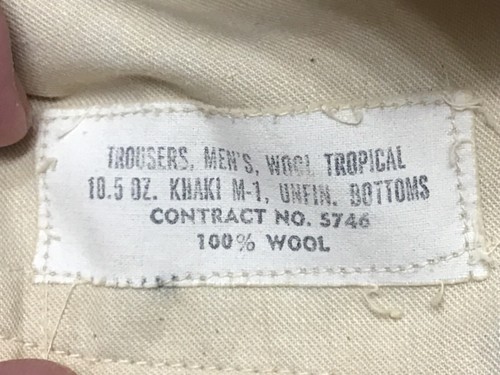 TROUSERS, MEN'S, WOOL TROPICAL
10.5 OZ. KHAKI M-1, UNFIN. BOTTOMS
CONTRACT NO. 5746
100% WOOL